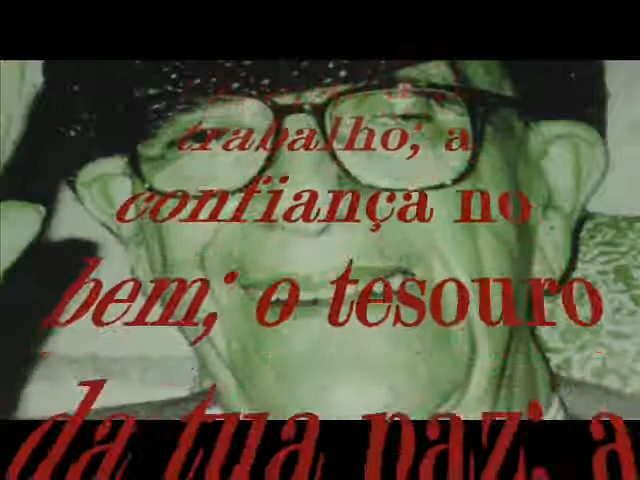 trabalho; a
confiança no
bem; o tesouro
da tua paz; a